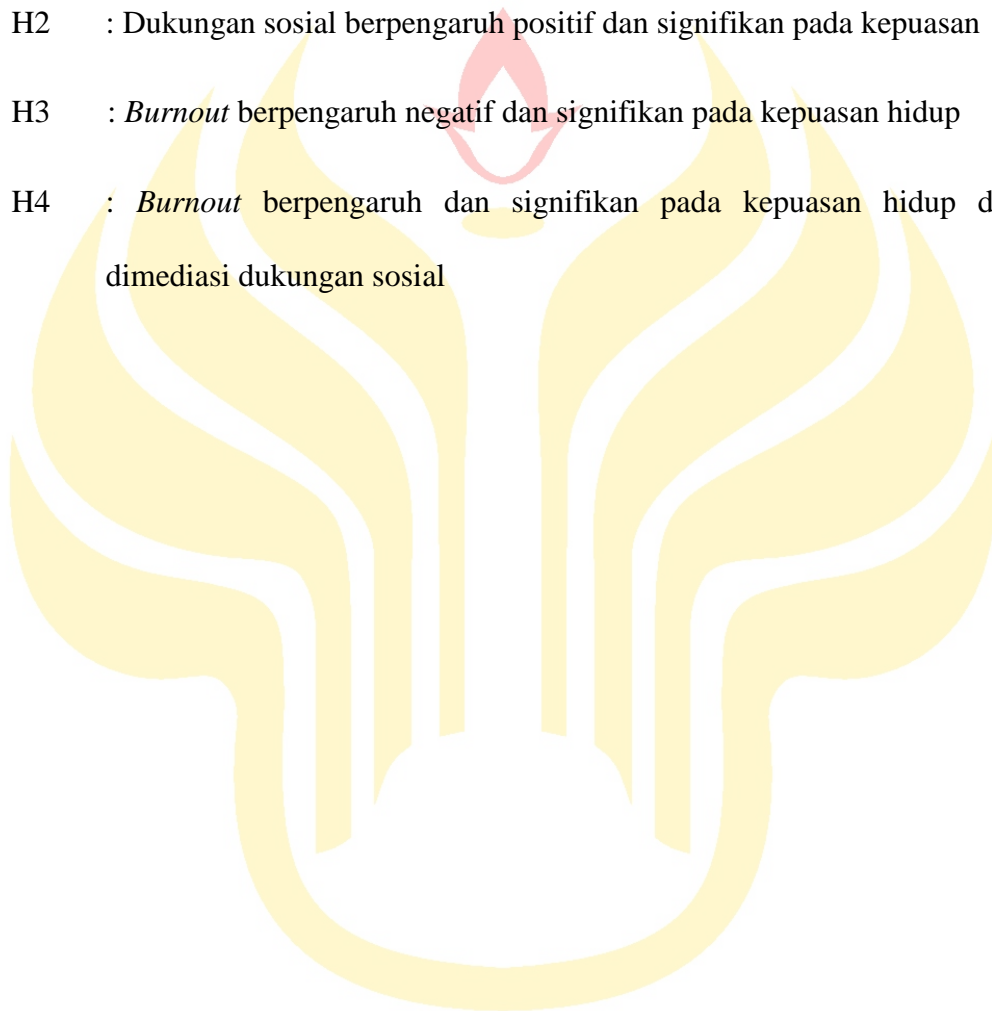 H2 : Dukungan sosial berpengaruh positif dan signifikan pada kepuasan
H3 : Burnout berpengaruh negatif dan signifikan pada kepuasan hidup
H4 : Burnout berpengaruh dan signifikan pada kepuasan hidup d
dimediasi dukungan sosial